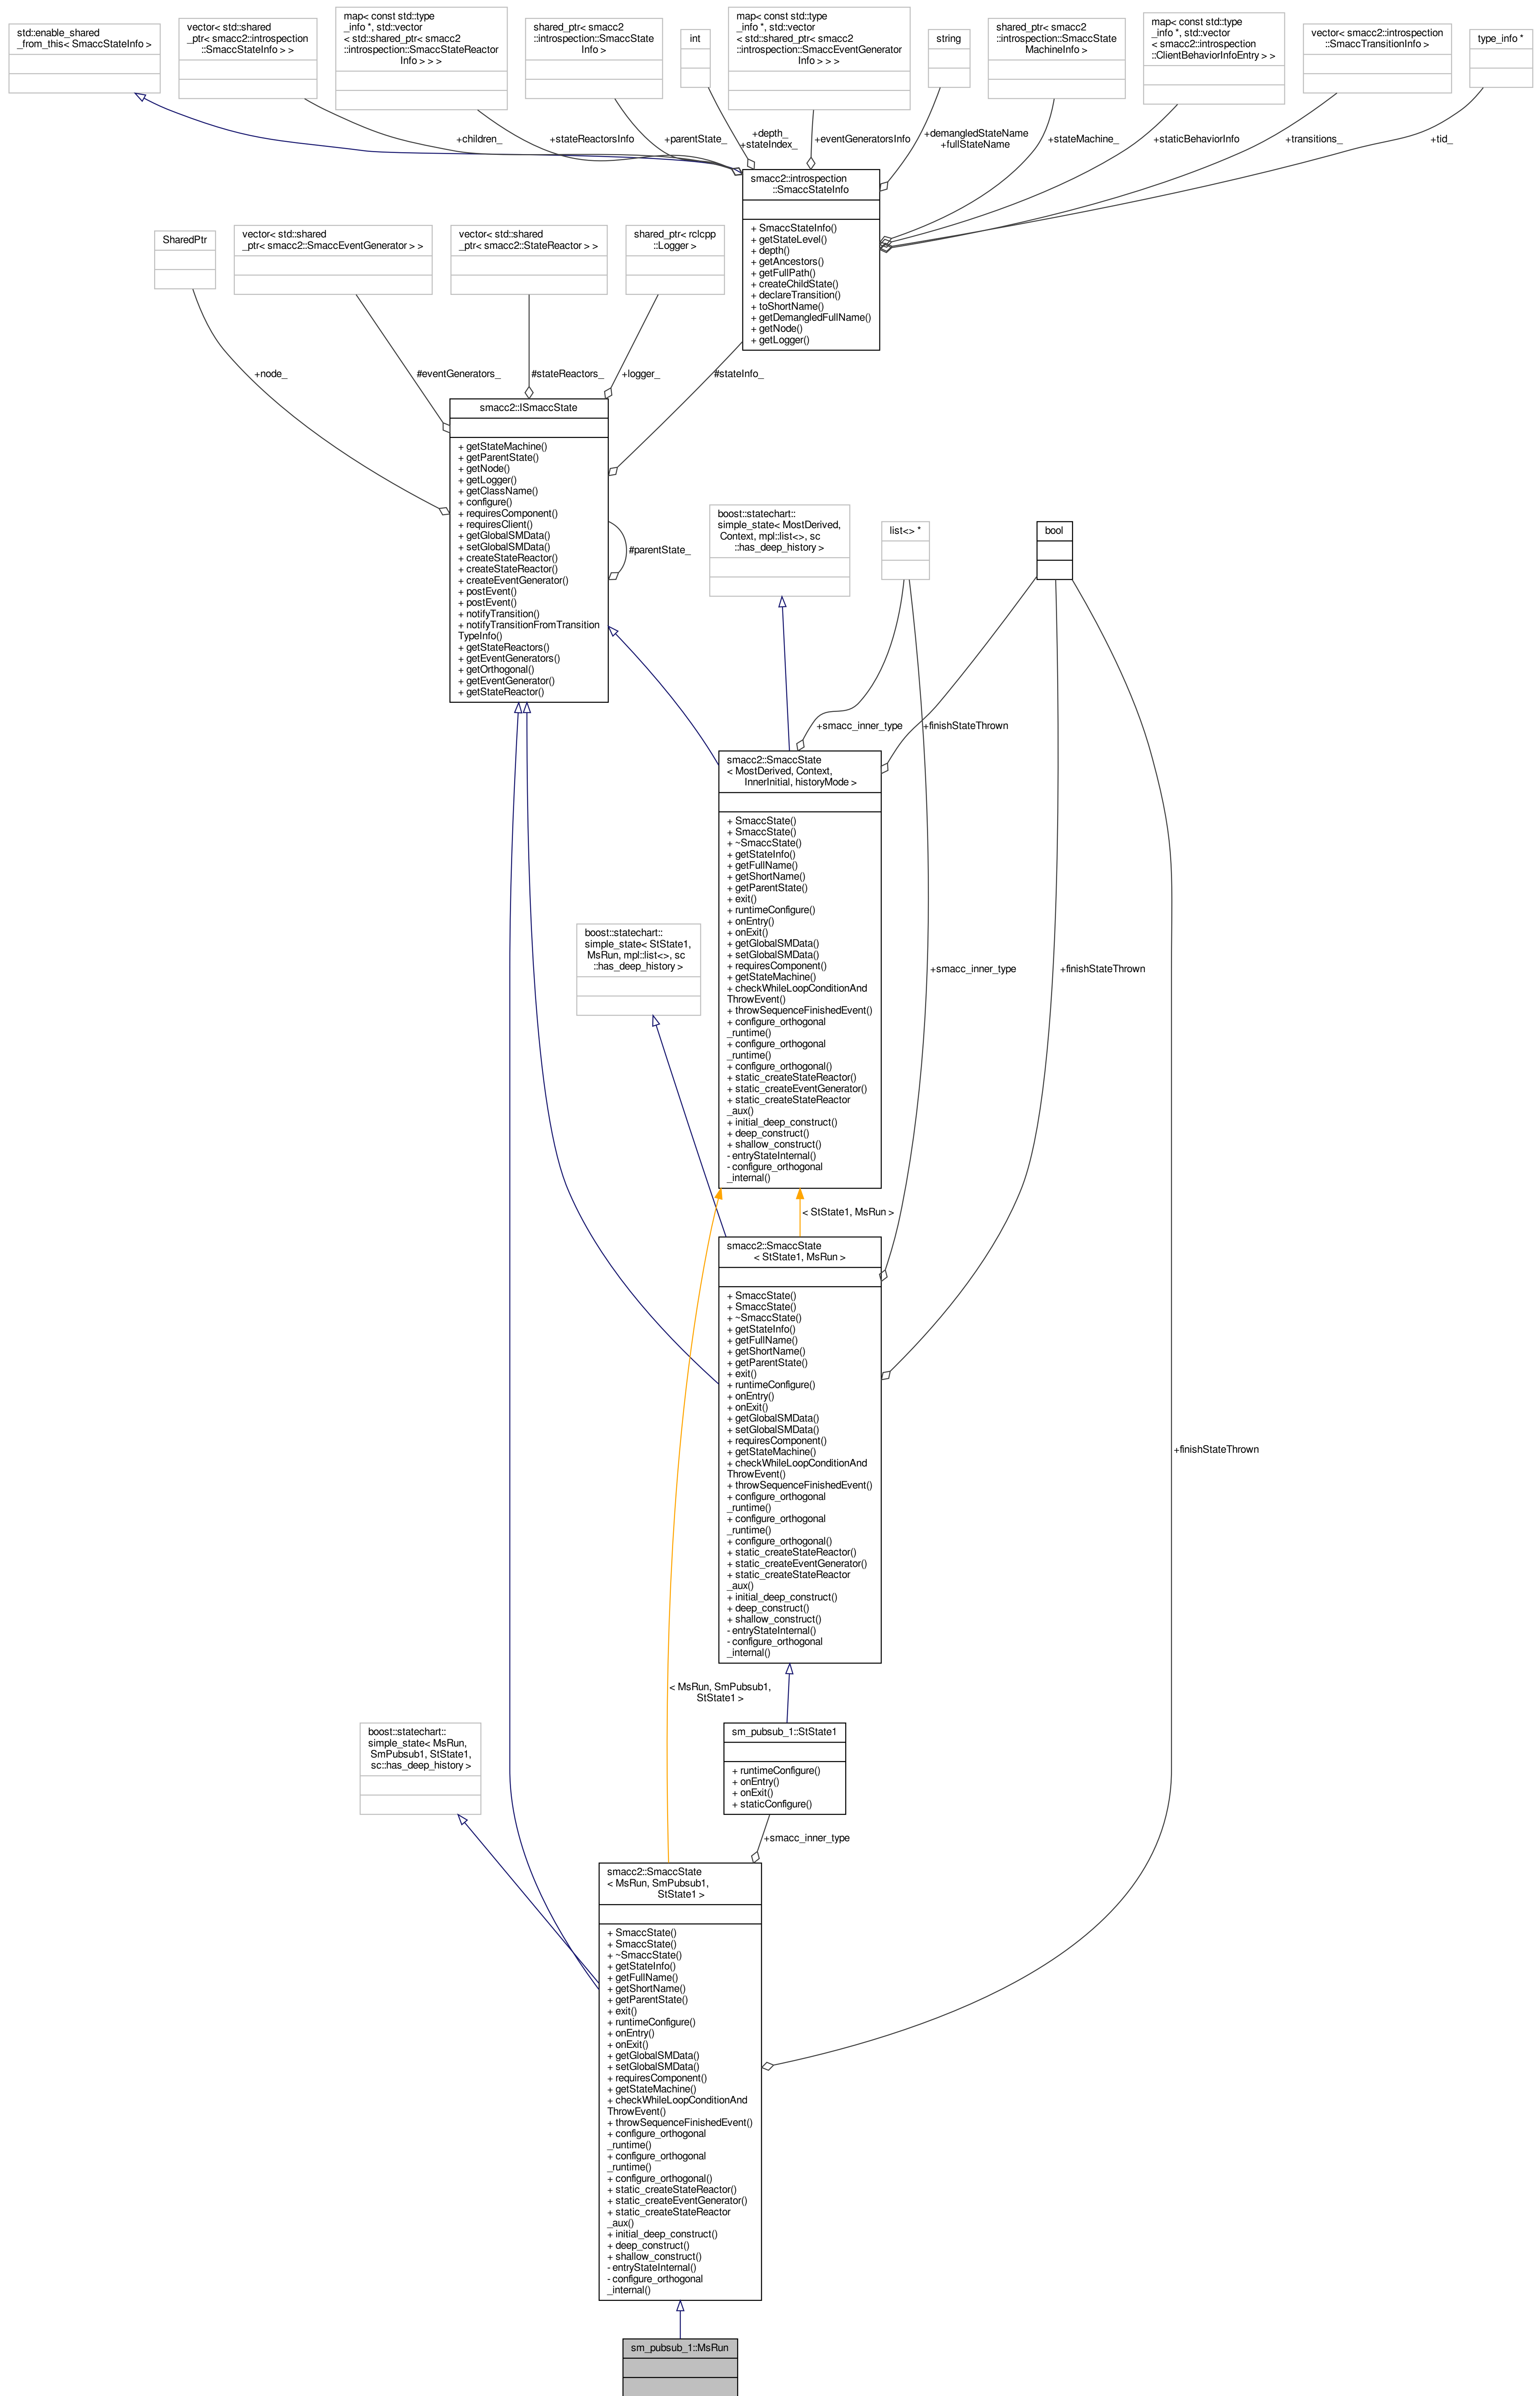 std::enable_shared
_from_this< SmaccStateInfo >
vector< std::shared
_ptr< smacc2::introspection
::SmaccStateInfo > >
map< const std::type
_info *, std::vector
< std::shared_ptr< smacc2
::introspection::SmaccStateReactor
Info > > >
shared_ptr< smacc2
::introspection::SmaccState
Info >
int
map< const std::type
_info *, std::vector
< std::shared_ptr< smacc2
::introspection::SmaccEventGenerator
Info > > >
string
shared_ptr< smacc2
::introspection::SmaccState
MachineInfo >
map< const std::type
_info *, std::vector
< smacc2::introspection
::ClientBehaviorInfoEntry > >
vector< smacc2::introspection
::SmaccTransitionInfo >
type_info *
+children_
+stateReactorsInfo
+parentState_
+depth_
+stateIndex_
+eventGeneratorsInfo
+demangledStateName
+fullStateName
+stateMachine_
+staticBehaviorInfo
+transitions_
+tid_
smacc2::introspection
::SmaccStateInfo
+ SmaccStateInfo()
+ getStateLevel()
+ depth()
+ getAncestors()
+ getFullPath()
+ createChildState()
+ declareTransition()
+ toShortName()
+ getDemangledFullName()
+ getNode()
+ getLogger()
SharedPtr
vector< std::shared
_ptr< smacc2::SmaccEventGenerator > >
vector< std::shared
_ptr< smacc2::StateReactor > >
shared_ptr< rclcpp
::Logger >
+node_
#eventGenerators_
#stateReactors_
+logger_
#stateInfo_
smacc2::ISmaccState
+ getStateMachine()
+ getParentState()
+ getNode()
+ getLogger()
+ getClassName()
+ configure()
+ requiresComponent()
+ requiresClient()
+ getGlobalSMData()
+ setGlobalSMData()
+ createStateReactor()
+ createStateReactor()
+ createEventGenerator()
+ postEvent()
+ postEvent()
+ notifyTransition()
+ notifyTransitionFromTransition
TypeInfo()
+ getStateReactors()
+ getEventGenerators()
+ getOrthogonal()
+ getEventGenerator()
+ getStateReactor()
#parentState_
boost::statechart::
simple_state< MostDerived,
Context, mpl::list<>, sc
::has_deep_history >
list<> *
bool
+smacc_inner_type
+finishStateThrown
smacc2::SmaccState
< MostDerived, Context,
InnerInitial, historyMode >
+ SmaccState()
+ SmaccState()
+ ~SmaccState()
+ getStateInfo()
+ getFullName()
+ getShortName()
+ getParentState()
+ exit()
+ runtimeConfigure()
+ onEntry()
+ onExit()
+ getGlobalSMData()
+ setGlobalSMData()
+ requiresComponent()
+ getStateMachine()
+ checkWhileLoopConditionAnd
ThrowEvent()
+ throwSequenceFinishedEvent()
+ configure_orthogonal
_runtime()
+ configure_orthogonal
_runtime()
+ configure_orthogonal()
+ static_createStateReactor()
+ static_createEventGenerator()
+ static_createStateReactor
_aux()
+ initial_deep_construct()
+ deep_construct()
+ shallow_construct()
- entryStateInternal()
- configure_orthogonal
_internal()
boost::statechart::
simple_state< StState1,
MsRun, mpl::list<>, sc
::has_deep_history >
+smacc_inner_type
+finishStateThrown
< StState1, MsRun >
smacc2::SmaccState
< StState1, MsRun >
+ SmaccState()
+ SmaccState()
+ ~SmaccState()
+ getStateInfo()
+ getFullName()
+ getShortName()
+ getParentState()
+ exit()
+ runtimeConfigure()
+ onEntry()
+ onExit()
+ getGlobalSMData()
+ setGlobalSMData()
+ requiresComponent()
+ getStateMachine()
+ checkWhileLoopConditionAnd
ThrowEvent()
+ throwSequenceFinishedEvent()
+ configure_orthogonal
_runtime()
+ configure_orthogonal
_runtime()
+ configure_orthogonal()
+ static_createStateReactor()
+ static_createEventGenerator()
+ static_createStateReactor
_aux()
+ initial_deep_construct()
+ deep_construct()
+ shallow_construct()
- entryStateInternal()
- configure_orthogonal
_internal()
+finishStateThrown
< MsRun, SmPubsub1,
StState1 >
boost::statechart::
simple_state< MsRun,
SmPubsub1, StState1,
sc::has_deep_history >
sm_pubsub_1::StState1
+ runtimeConfigure()
+ onEntry()
+ onExit()
+ staticConfigure()
+smacc_inner_type
smacc2::SmaccState
< MsRun, SmPubsub1,
StState1 >
+ SmaccState()
+ SmaccState()
+ ~SmaccState()
+ getStateInfo()
+ getFullName()
+ getShortName()
+ getParentState()
+ exit()
+ runtimeConfigure()
+ onEntry()
+ onExit()
+ getGlobalSMData()
+ setGlobalSMData()
+ requiresComponent()
+ getStateMachine()
+ checkWhileLoopConditionAnd
ThrowEvent()
+ throwSequenceFinishedEvent()
+ configure_orthogonal
_runtime()
+ configure_orthogonal
_runtime()
+ configure_orthogonal()
+ static_createStateReactor()
+ static_createEventGenerator()
+ static_createStateReactor
_aux()
+ initial_deep_construct()
+ deep_construct()
+ shallow_construct()
- entryStateInternal()
- configure_orthogonal
_internal()
sm_pubsub_1::MsRun